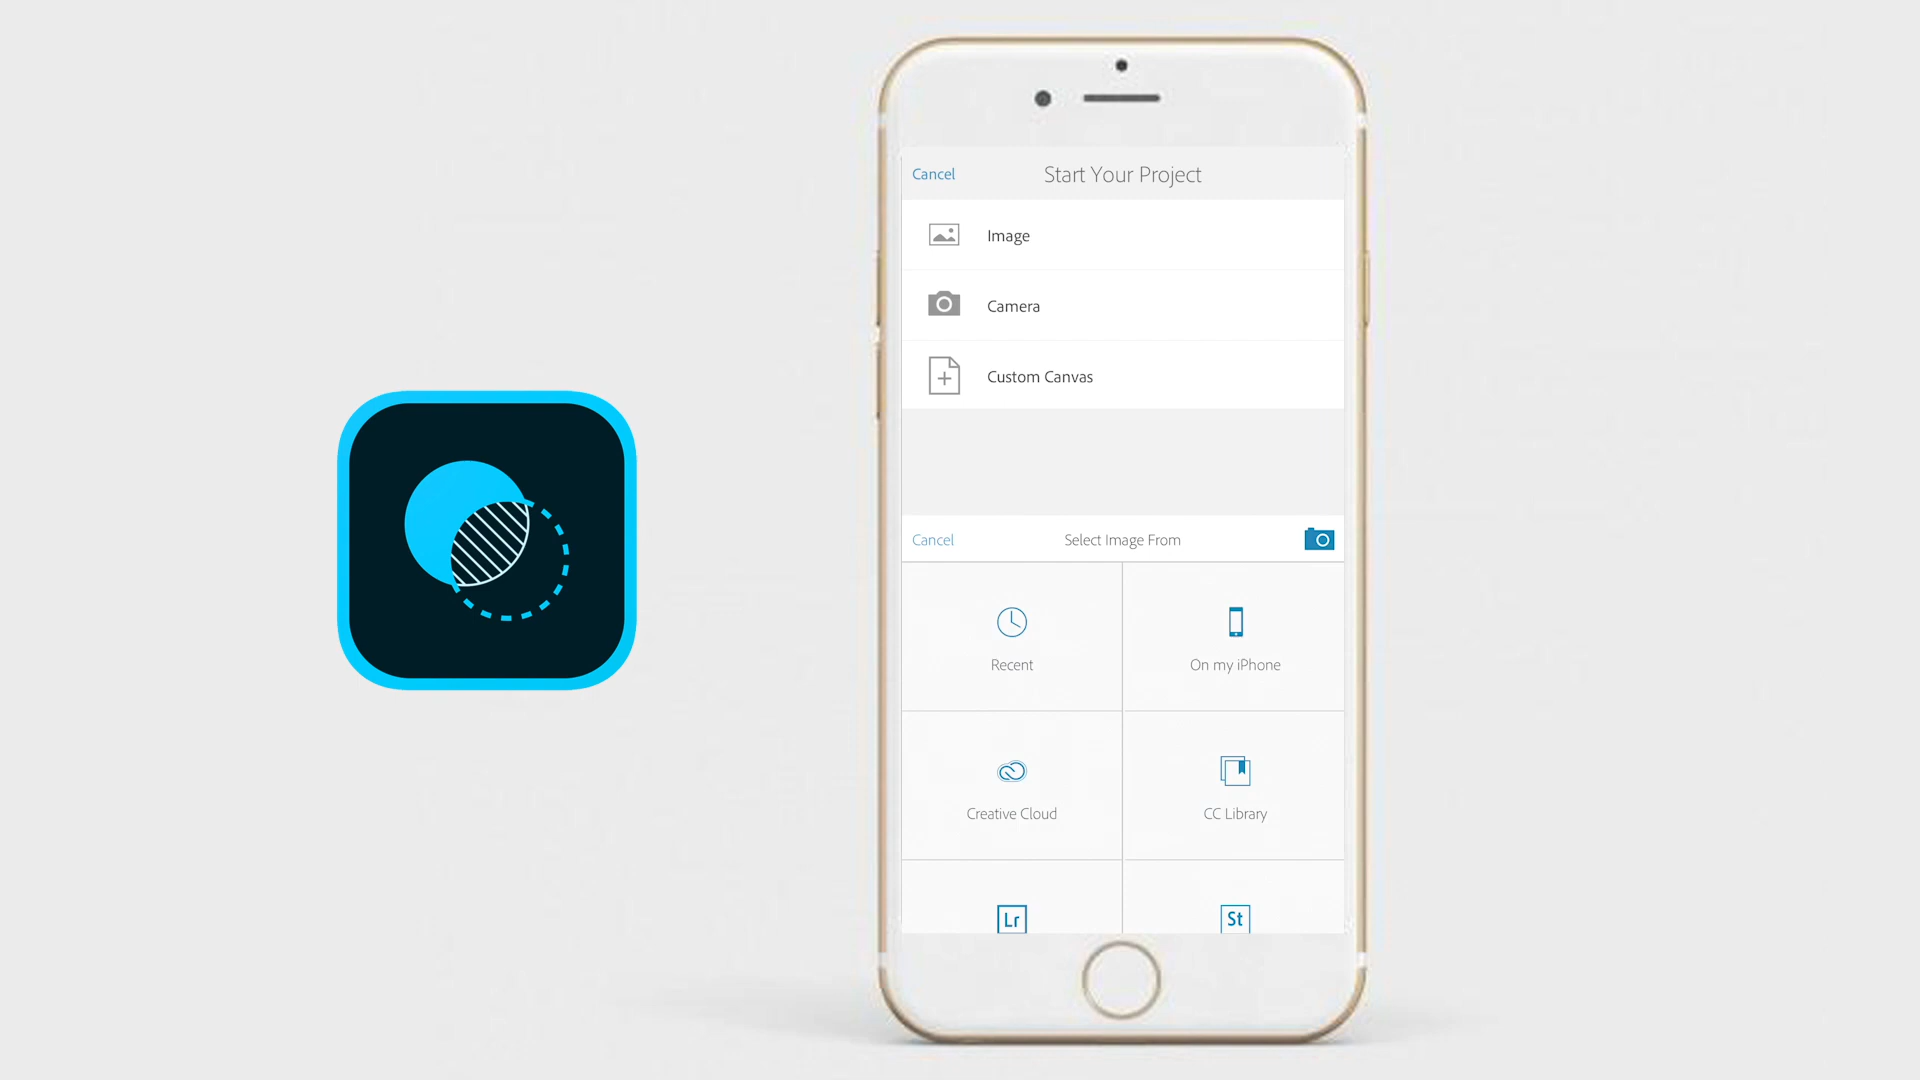 Cancel
Start Your Project
Image
Camera
Custom Canvas
Cancel
Select Image From
Recent
On my iPhone
Creative Cloud
CC Library
Lr
St